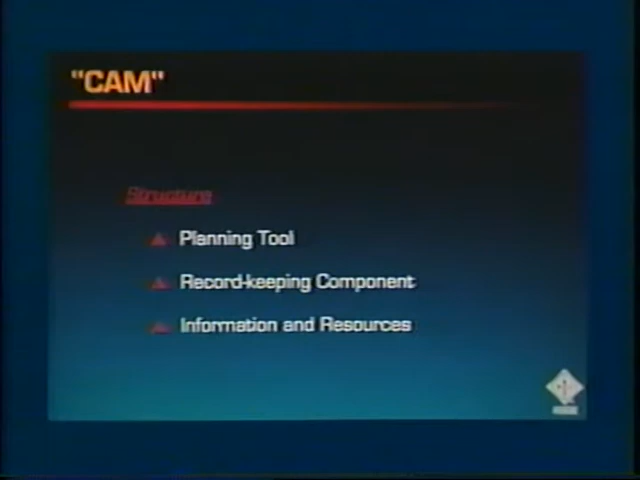 "CAM"
Structure
Planning Tool
Record-keeping Component
Information and Resources